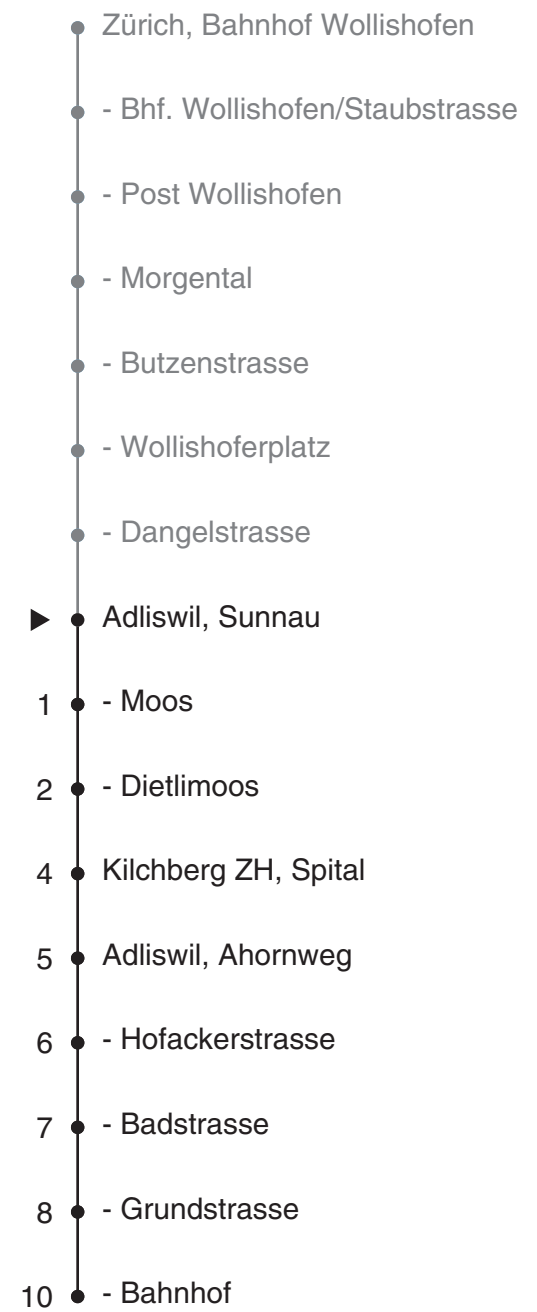 Zürich, Bahnhof Wollishofen
- Bhf. Wollishofen/Staubstrasse
- Post Wollishofen
- Morgental
- Butzenstrasse
- Wollishoferplatz
- Dangelstrasse
Adliswil, Sunnau
1 - Moos
2 - Dietlimoos
4 Kilchberg ZH, Spital
5 Adliswil, Ahornweg
6 - Hofackerstrasse
7 - Badstrasse
8 - Grundstrasse
10 - Bahnhof